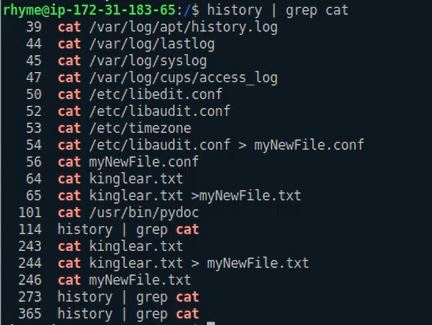 rhyme@ip-172-31-183-65:/$ history | grep cat
39 cat /var/log/apt/history.log
44 cat /var/log/lastlog
45 cat /var/log/syslog
47 cat /var/log/cups/access_log
50 cat /etc/libedit.conf
52 cat /etc/libaudit.conf
53 cat /etc/timezone
54 cat /etc/libaudit.conf > myNewFile.conf
56 cat myNewFile.conf
64 cat kinglear.txt
65 cat kinglear.txt >myNewFile.txt
101 cat /usr/bin/pydoc
114 history | grep cat
243 cat kinglear.txt
244 cat kinglear.txt > myNewFile.txt
246 cat myNewFile.txt
273 history | grep cat
365 history | grep cat